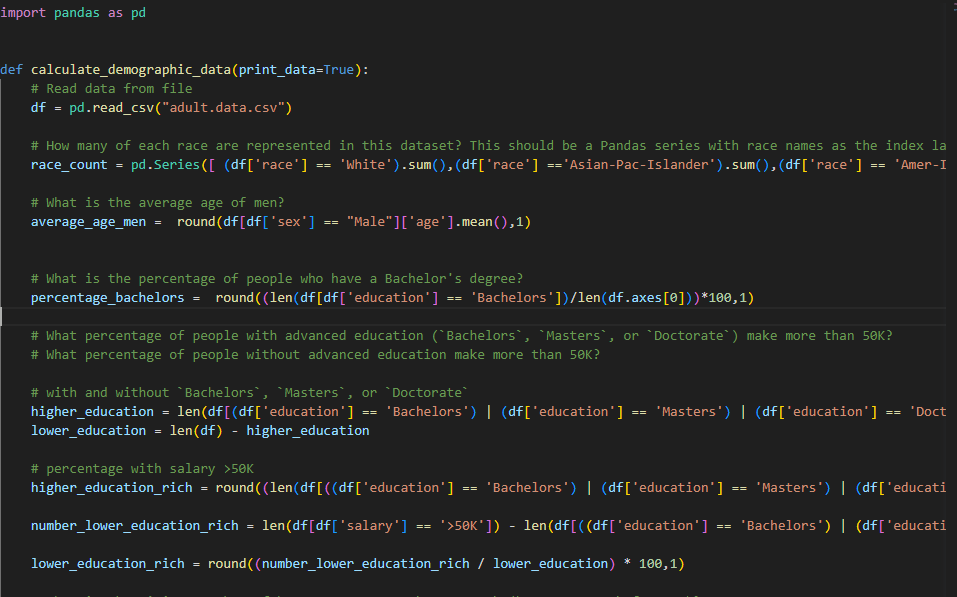 import pandas as pd
def calculate_demographic_data(print_data=True):
# Read data from file
df = pd.read_csv("adult.data.csv")
# How many of each race are represented in this dataset? This should be a Pandas series with race names as the index la
race_count = pd.Series([ (df['race'] == 'White').sum(),(df['race'] =='Asian-Pac-Islander').sum(),(df['race'] == 'Amer-I
# What is the average age of men?
average_age_men =  round(df[df['sex'] == "Male"]['age'].mean(),1)
# What is the percentage of people who have a Bachelor's degree?
percentage_bachelors =  round((len(df[df['education'] == 'Bachelors'])/len(df.axes[0]))*100,1)
# What percentage of people with advanced education (`Bachelors`, `Masters`, or `Doctorate`) make more than 50K?
# What percentage of people without advanced education make more than 50K?
# with and without `Bachelors`, `Masters`, or `Doctorate`
higher_education = len(df[(df['education'] == 'Bachelors') | (df['education'] == 'Masters') | (df['education'] == 'Doct
lower_education = len(df) - higher_education
# percentage with salary >50K
higher_education_rich = round((len(df[((df['education'] == 'Bachelors') | (df['education'] == 'Masters') | (df['educati
number_lower_education_rich = len(df[df['salary'] == '>50K']) - len(df[((df['education'] == 'Bachelors') | (df['educati
lower_education_rich = round((number_lower_education_rich / lower_education) * 100,1)